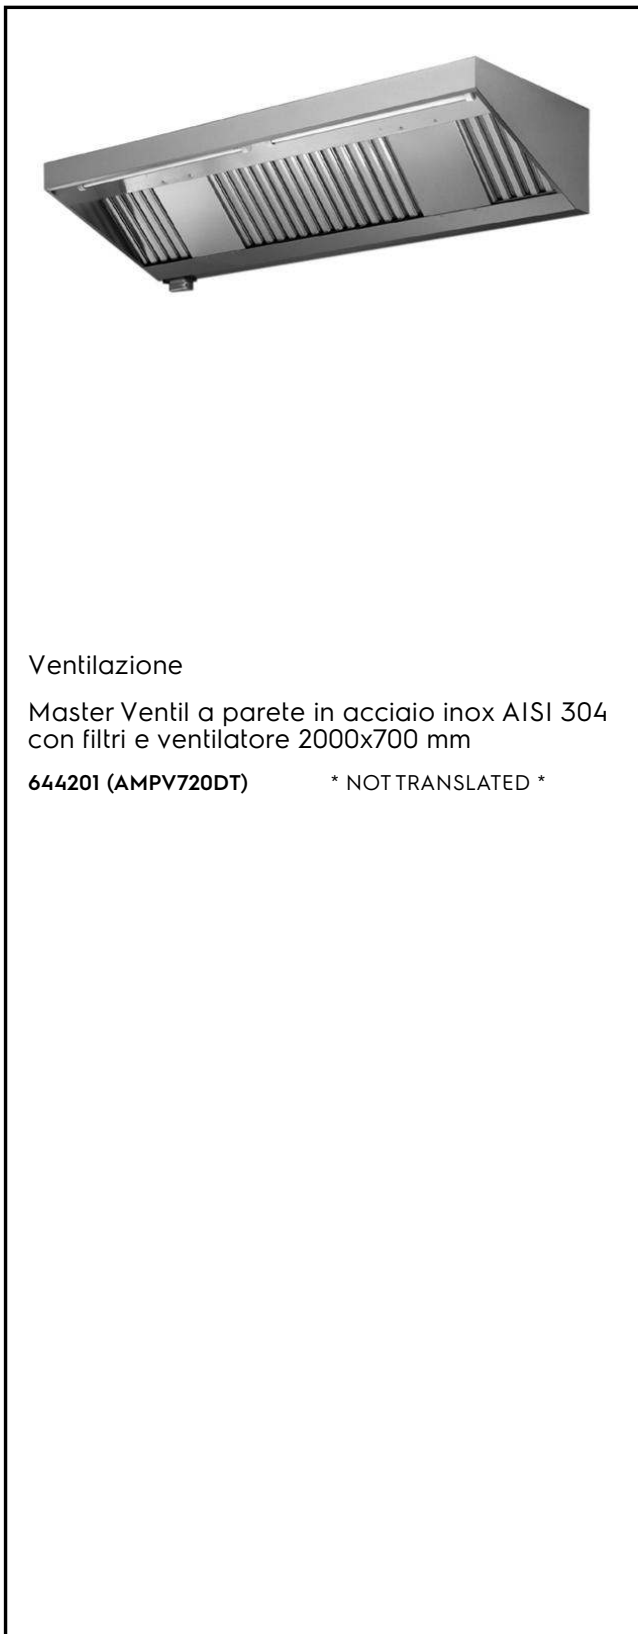 Ventilazione
Master Ventil a parete in acciaio inox AISI 304
con filtri e ventilatore 2000x700 mm
644201 (AMPV720DT) * NOT TRANSLATED *